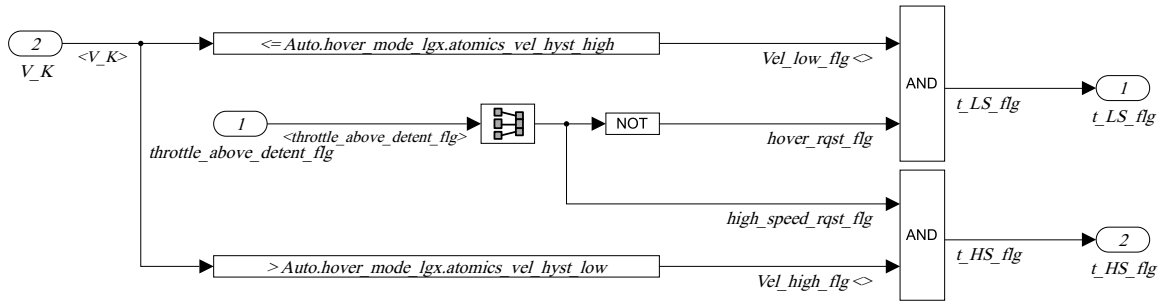 2
V_K
<V_K>
<= Auto.hover_mode_lgx.atomics_vel_hyst_high
Vel_low_flg <>
AND
t_LS_flg
1
t_LS_flg
1
throttle_above_detent_flg
<throttle_above_detent_flg>
NOT
hover_rqst_flg
high_speed_rqst_flg
AND
t_HS_flg
2
t_HS_flg
> Auto.hover_mode_lgx.atomics_vel_hyst_low
Vel_high_flg <>